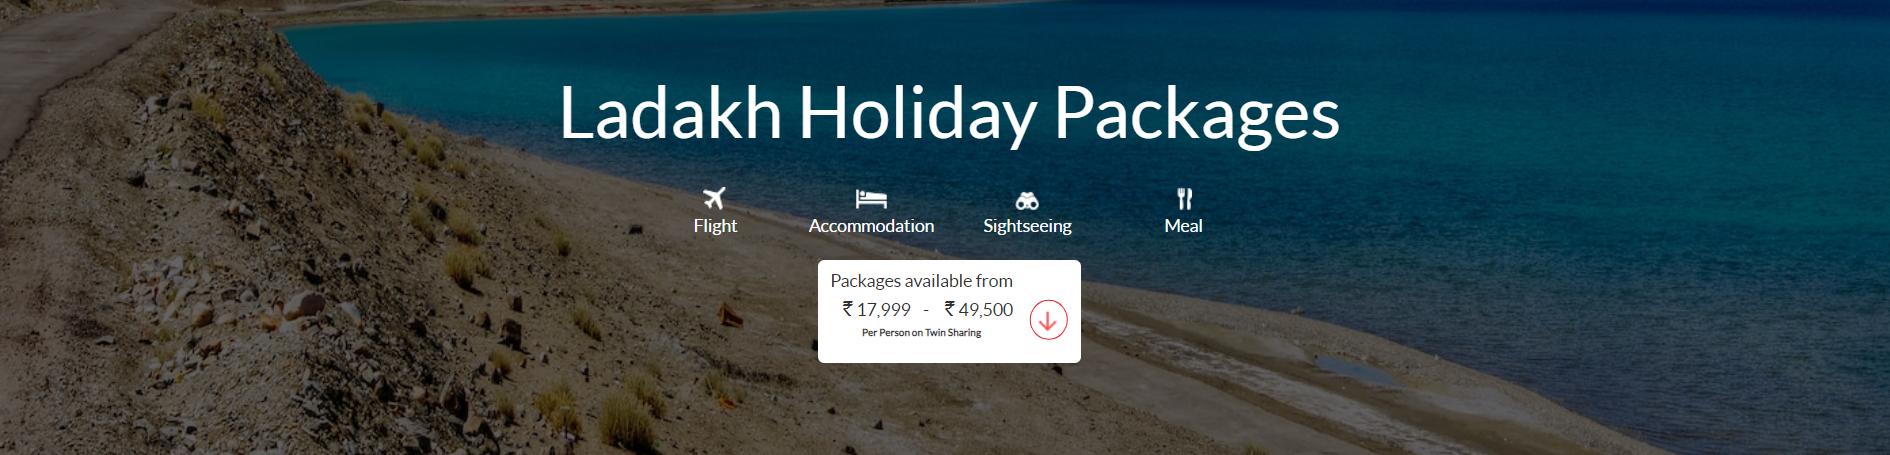 Ladakh Holiday Packages
Flight Accommodation Sightseeing Meal
Packages available from
₹ 17,999 - ₹ 49,500
Per Person on Twin Sharing